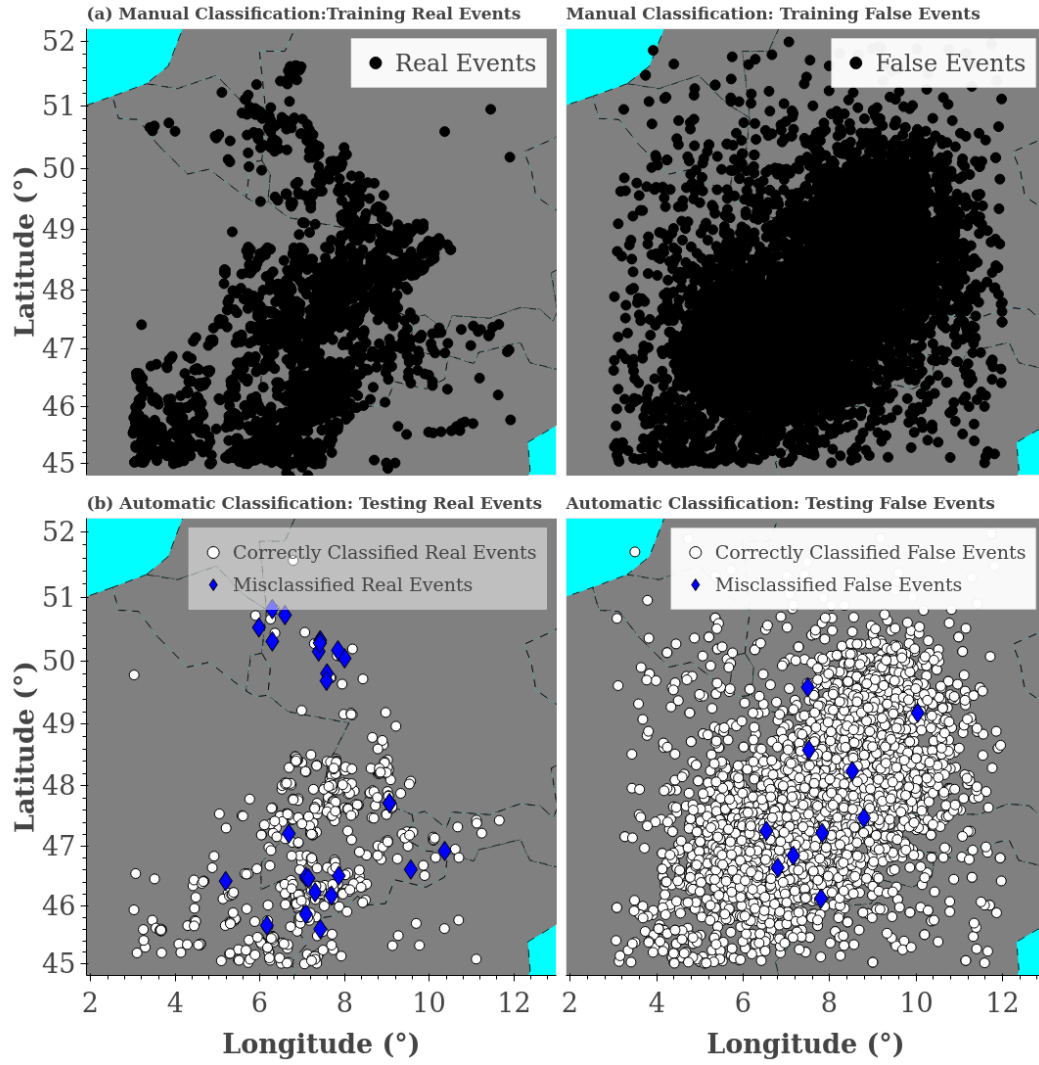 (a) Manual Classification:Training Real Events
Manual Classification: Training False Events
Real Events
False Events
52
51
50
49
48
47
46
45
Latitude (°)
(b) Automatic Classification: Testing Real Events
Automatic Classification: Testing False Events
Correctly Classified Real Events
Misclassified Real Events
Correctly Classified False Events
Misclassified False Events
52
51
50
49
48
47
46
45
Latitude (°)
2 4 6 8 10 12
2 4 6 8 10 12
Longitude (°)
Longitude (°)